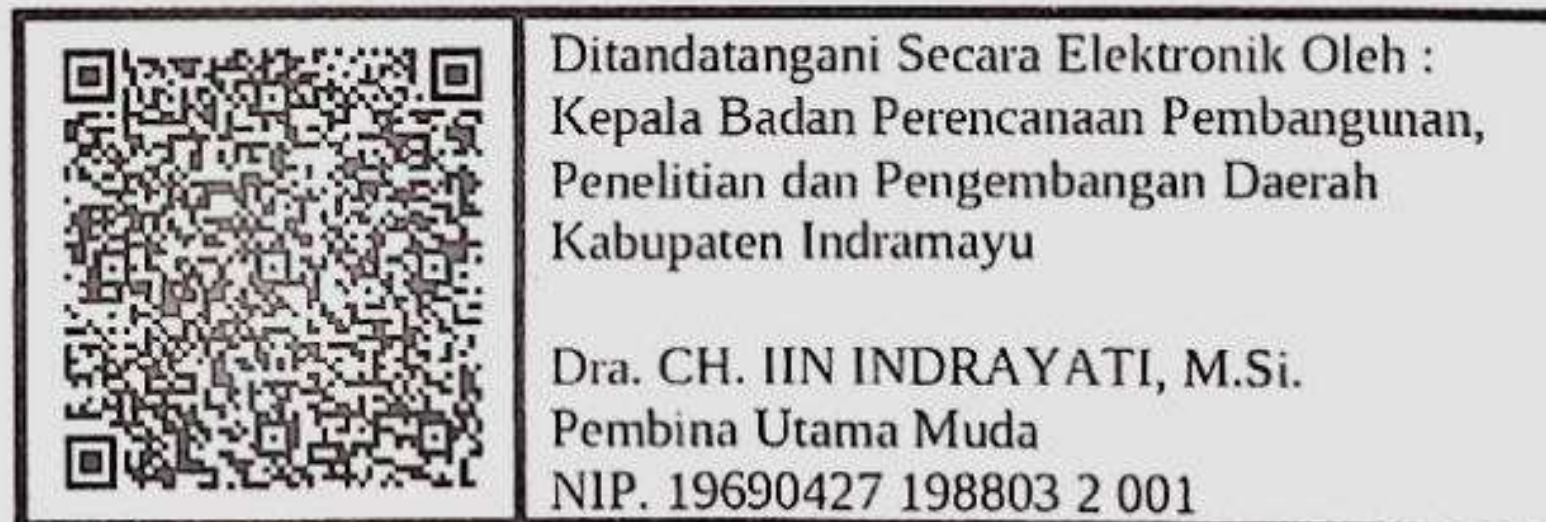 Ditandatangani Secara Elektronik Oleh :
Kepala Badan Perencanaan Pembangunan,
Penelitian dan Pengembangan Daerah
Kabupaten Indramayu
Dra. CH. IIN INDRAYATI, M.Si.
Pembina Utama Muda
NIP. 19690427 198803 2 001